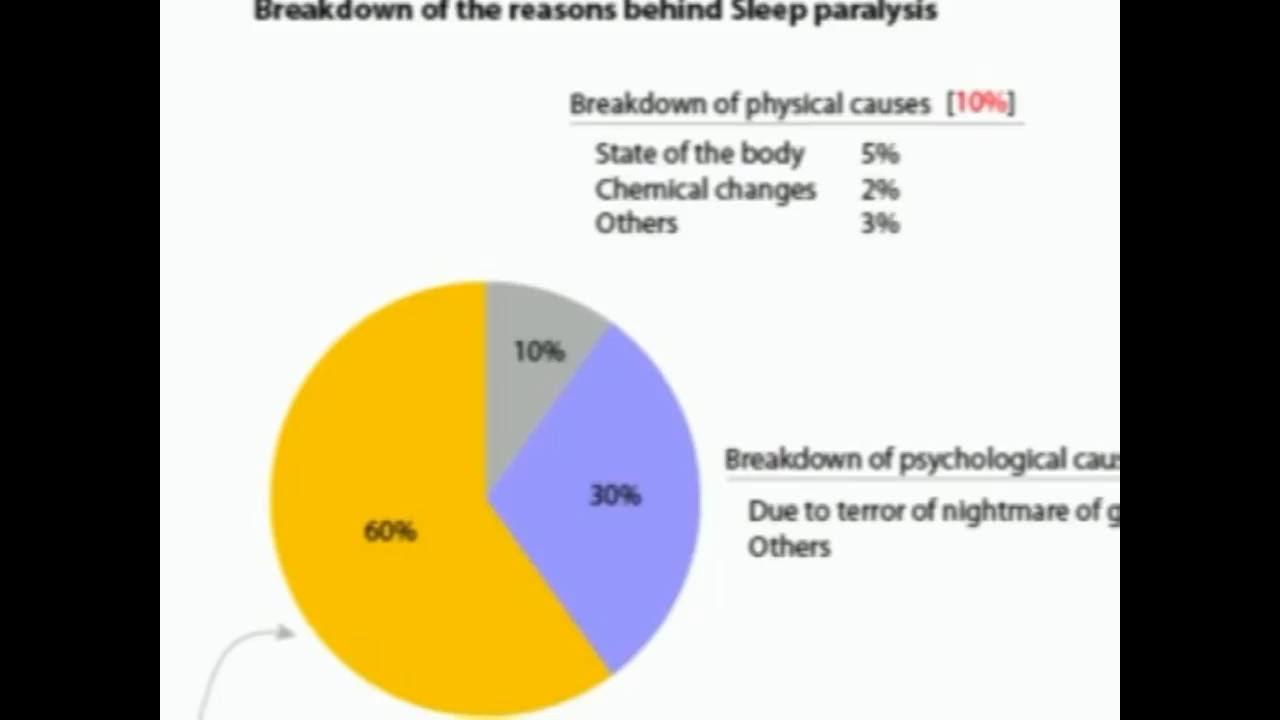 Breakdown of the reasons behind Sleep paralysis
Breakdown of physical causes [10%]
State of the body 5%
Chemical changes 2%
Others 3%
10%
30%
60%
Breakdown of psychological
Due to terror of nightmare of
Others